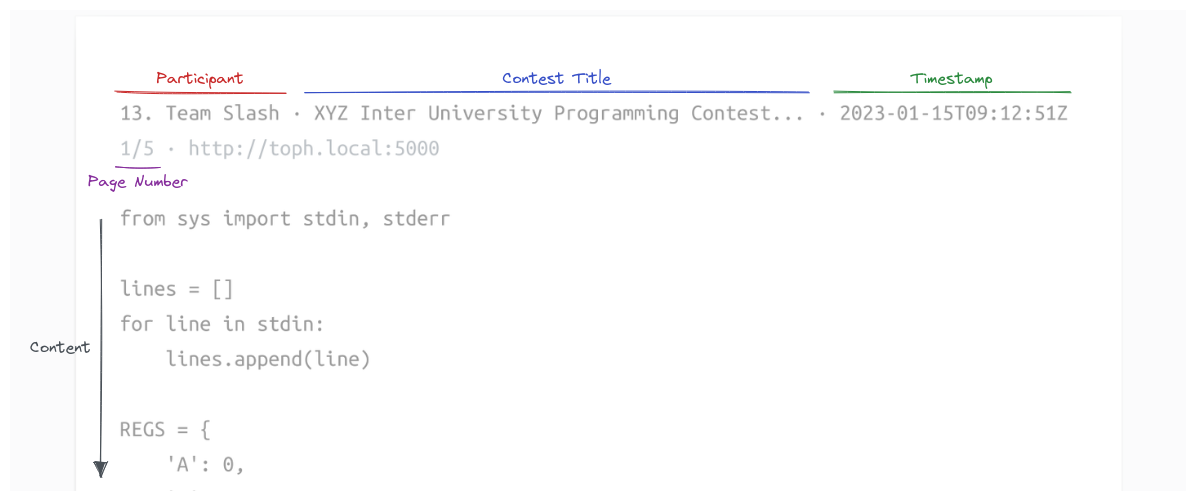 Participant Contest Title Timestamp
13. Team Slash · XYZ Inter University Programming Contest... · 2023-01-15T09:12:51Z
1/5 · http://toph.local:5000
Page Number
from sys import stdin, stderr
lines = []
for line in stdin:
Content
    lines.append(line)
REGS = {
    'A': 0,